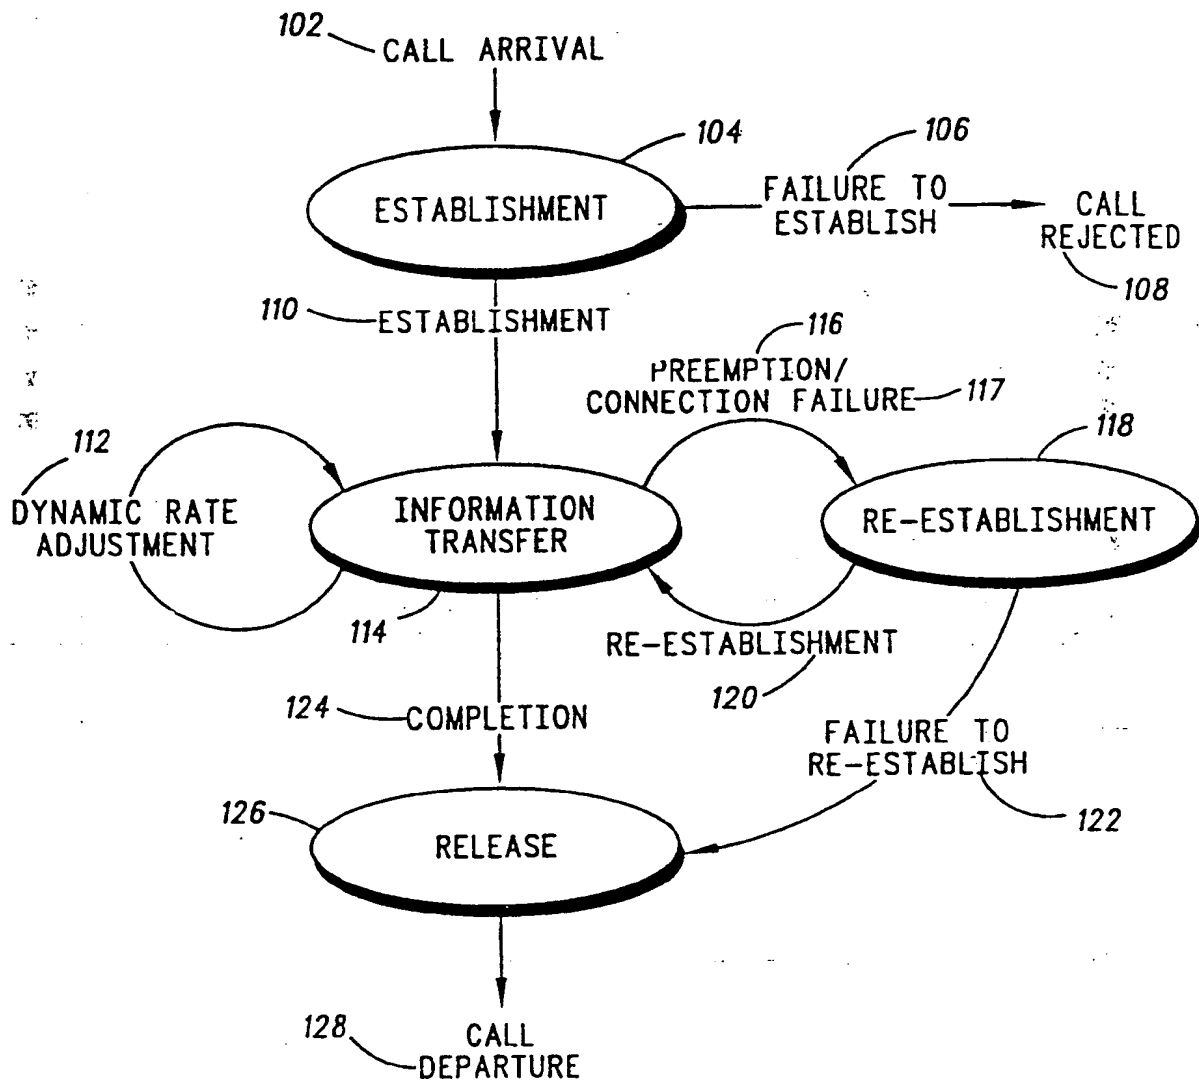 102
CALL ARRIVAL
104
106
ESTABLISHMENT
FAILURE TO
ESTABLISH
CALL
REJECTED
108
110
ESTABLISHMENT
116
PREEMPTION/
CONNECTION FAILURE
117
112
118
DYNAMIC RATE
ADJUSTMENT
INFORMATION
TRANSFER
RE-ESTABLISHMENT
114
RE-ESTABLISHMENT
120
124
COMPLETION
FAILURE TO
RE-ESTABLISH
122
126
RELEASE
128
CALL
DEPARTURE